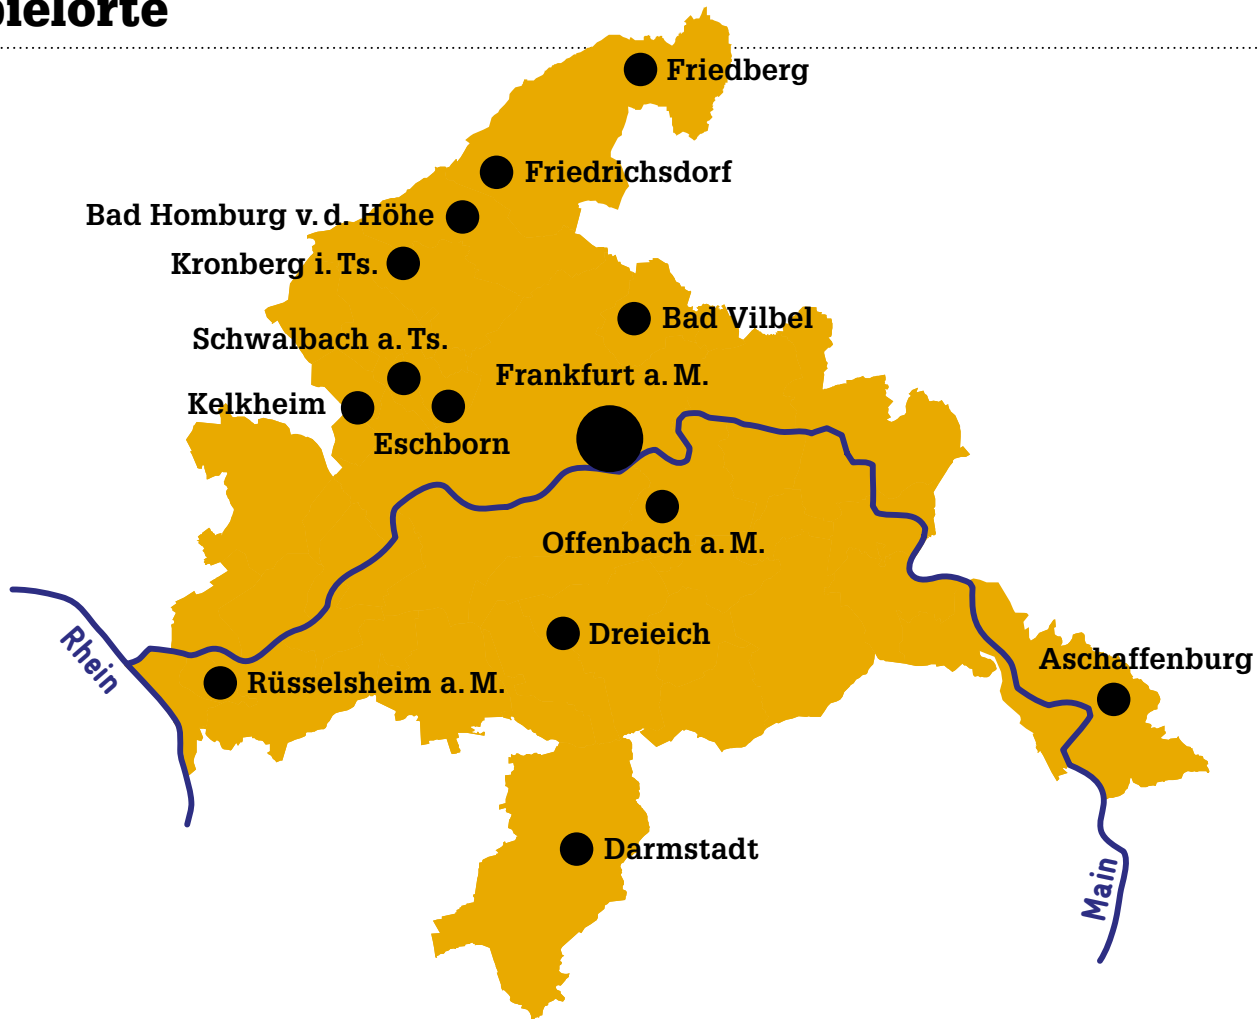 pielorte
Friedberg
Friedrichsdorf
Bad Homburg v. d. Höhe
Kronberg i. Ts.
Bad Vilbel
Schwalbach a. Ts.
Frankfurt a. M.
Kelkheim
Eschborn
Offenbach a. M.
Dreieich
Rhein
Aschaffenburg
Rüsselsheim a. M.
Darmstadt
Main